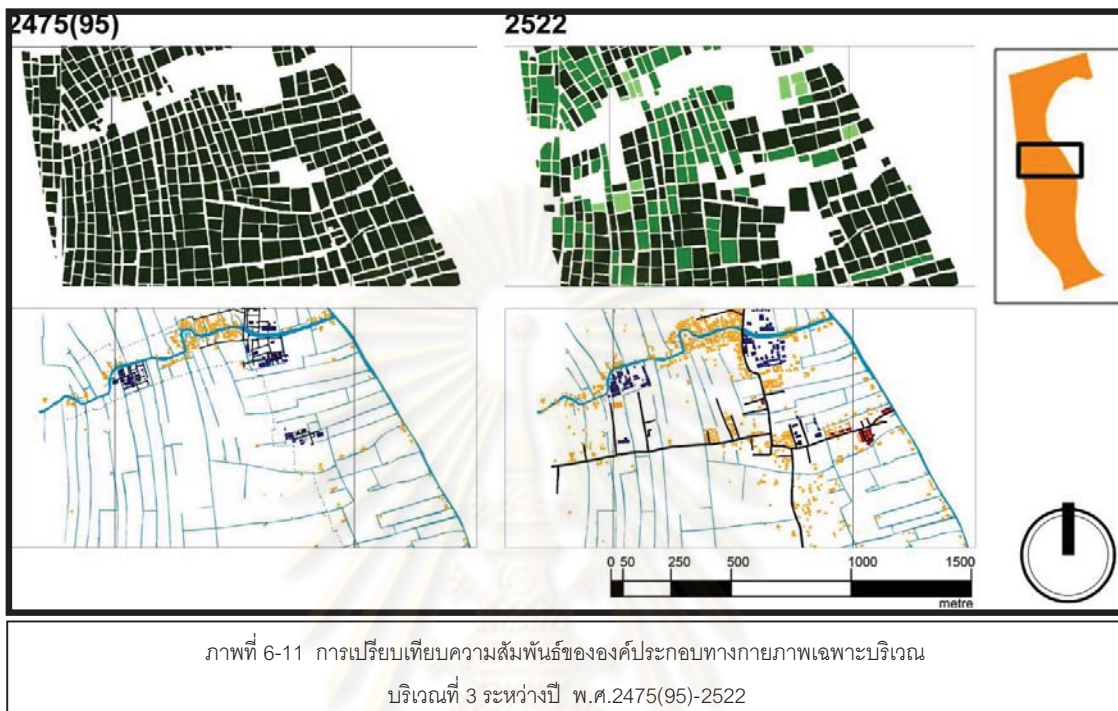 2475(95)
2522
0 50 250 500 1000 1500
metre
ภาพที่ 6-11 การเปรียบเทียบความสัมพันธ์ขององค์ประกอบทางกายภาพเฉพาะบริเวณ
บริเวณที่ 3 ระหว่างปี พ.ศ.2475(95)-2522